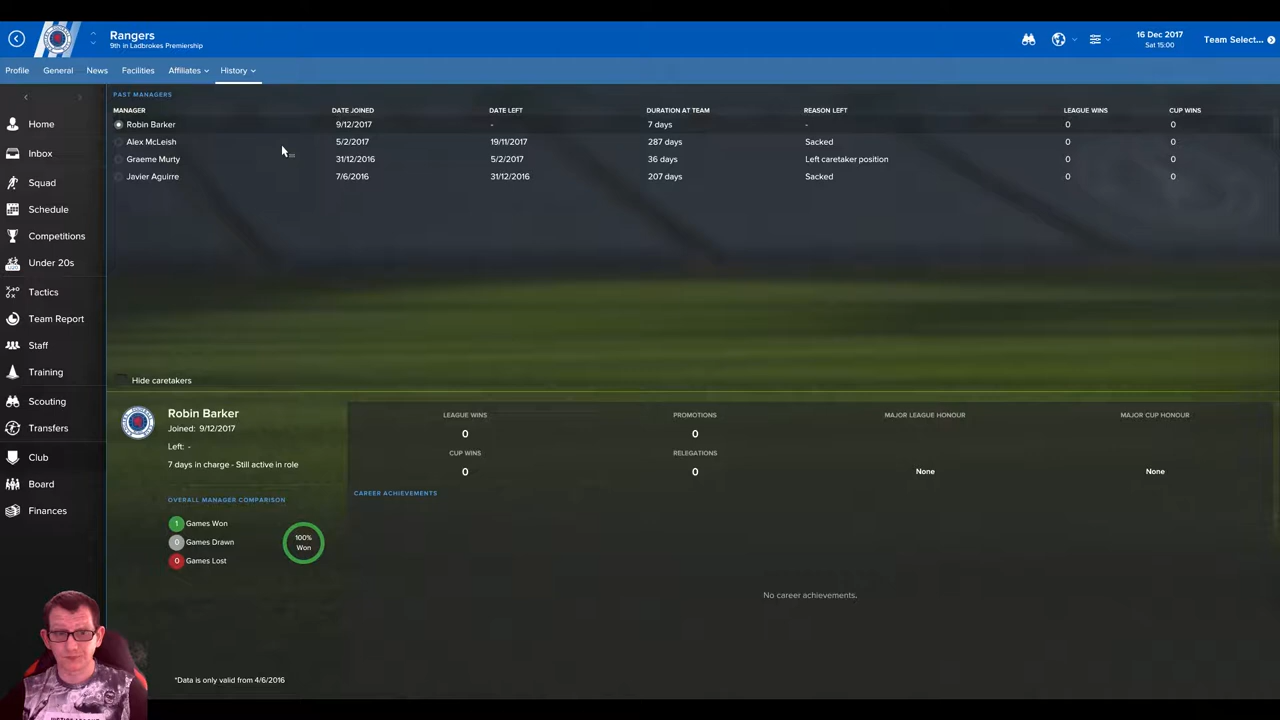 Rangers
9th in Ladbrokes Premiership
16 Dec 2017
Sat 15:00
Team Select...
Profile General News Facilities Affiliates History
PAST MANAGERS
MANAGER DATE JOINED DATE LEFT DURATION AT TEAM REASON LEFT LEAGUE WINS CUP WINS
Robin Barker 9/12/2017 - 7 days - 0 0
Alex McLeish 5/2/2017 19/11/2017 287 days Sacked 0 0
Graeme Murty 31/12/2016 5/2/2017 36 days Left caretaker position 0 0
Javier Aguirre 7/6/2016 31/12/2016 207 days Sacked 0 0
Home
Inbox
Squad
Schedule
Competitions
Under 20s
Tactics
Team Report
Staff
Training
Scouting
Transfers
Club
Board
Finances
Hide caretakers
Robin Barker
Joined: 9/12/2017
Left: -
7 days in charge - Still active in role
OVERALL MANAGER COMPARISON
1 Games Won
0 Games Drawn
0 Games Lost
100%
Won
LEAGUE WINS PROMOTIONS MAJOR LEAGUE HONOUR MAJOR CUP HONOUR
0 0
CUP WINS RELEGATIONS
0 0 None None
CAREER ACHIEVEMENTS
No career achievements.
*Data is only valid from 4/6/2016